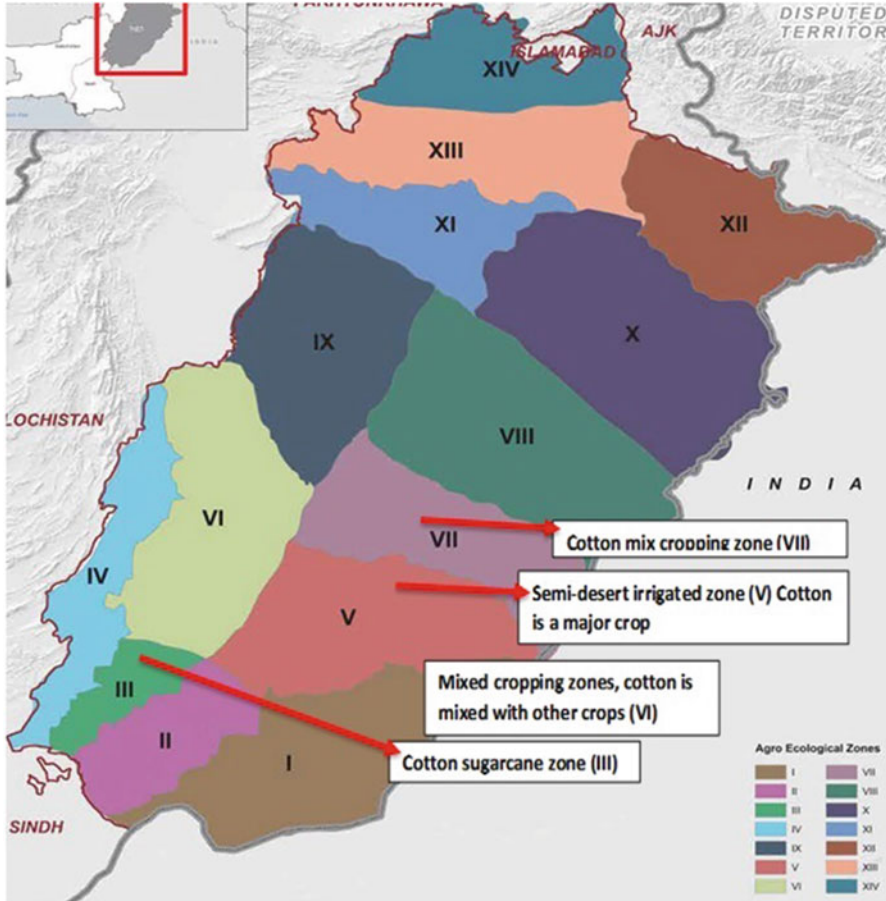 PAKHTUNKHAWA
AJK
DISPUTED
TERRITOR
ISLAMABAD
INDIA
XIV
XIII
XII
XI
X
IX
LOCHISTAN
VIII
I N D I A
VI
VII
Cotton mix cropping zone (VII)
IV
Semi-desert irrigated zone (V) Cotton
is a major crop
V
Mixed cropping zones, cotton is
mixed with other crops (VI)
III
II
I
Cotton sugarcane zone (III)
SINDH
Agro Ecological Zones
I
II
III
IV
IX
V
VI
VII
VIII
X
XI
XII
XIII
XIV